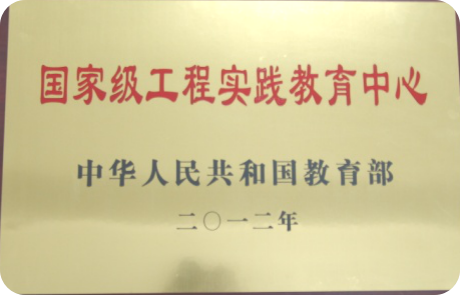 国家级工程实践教育中心
中华人民共和国教育部
二〇一二年